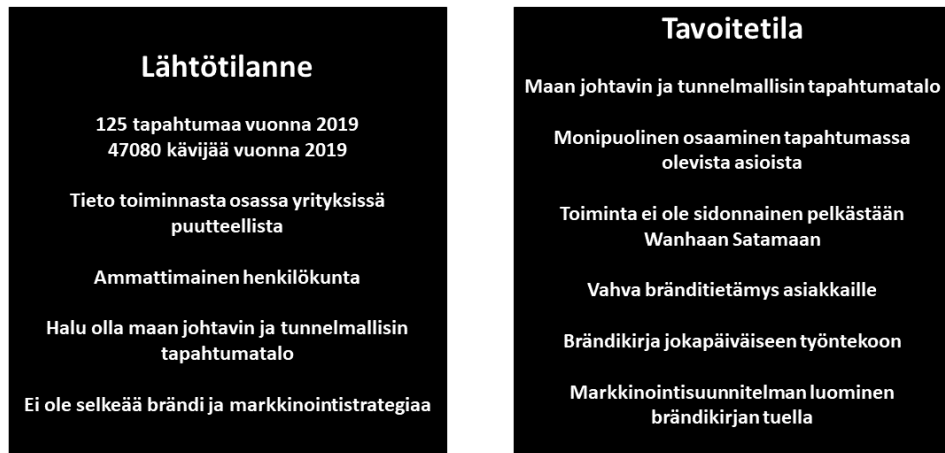 Lähtötilanne
125 tapahtumaa vuonna 2019
47080 kävijää vuonna 2019
Tieto toiminnasta osassa yrityksissä
puutteellista
Ammattimainen henkilökunta
Halu olla maan johtavin ja tunnelmallisin
tapahtumatalo
Ei ole selkeää brändi ja markkinointistrategiaa
Tavoitetila
Maan johtavin ja tunnelmallisin tapahtumatalo
Monipuolinen osaaminen tapahtumassa
olevista asioista
Toiminta ei ole sidonnainen pelkästään
Wanhaan Satamaan
Vahva bränditietämys asiakkaille
Brändikirja jokapäiväiseen työntekoon
Markkinointisuunnitelman luominen
brändikirjan tuella